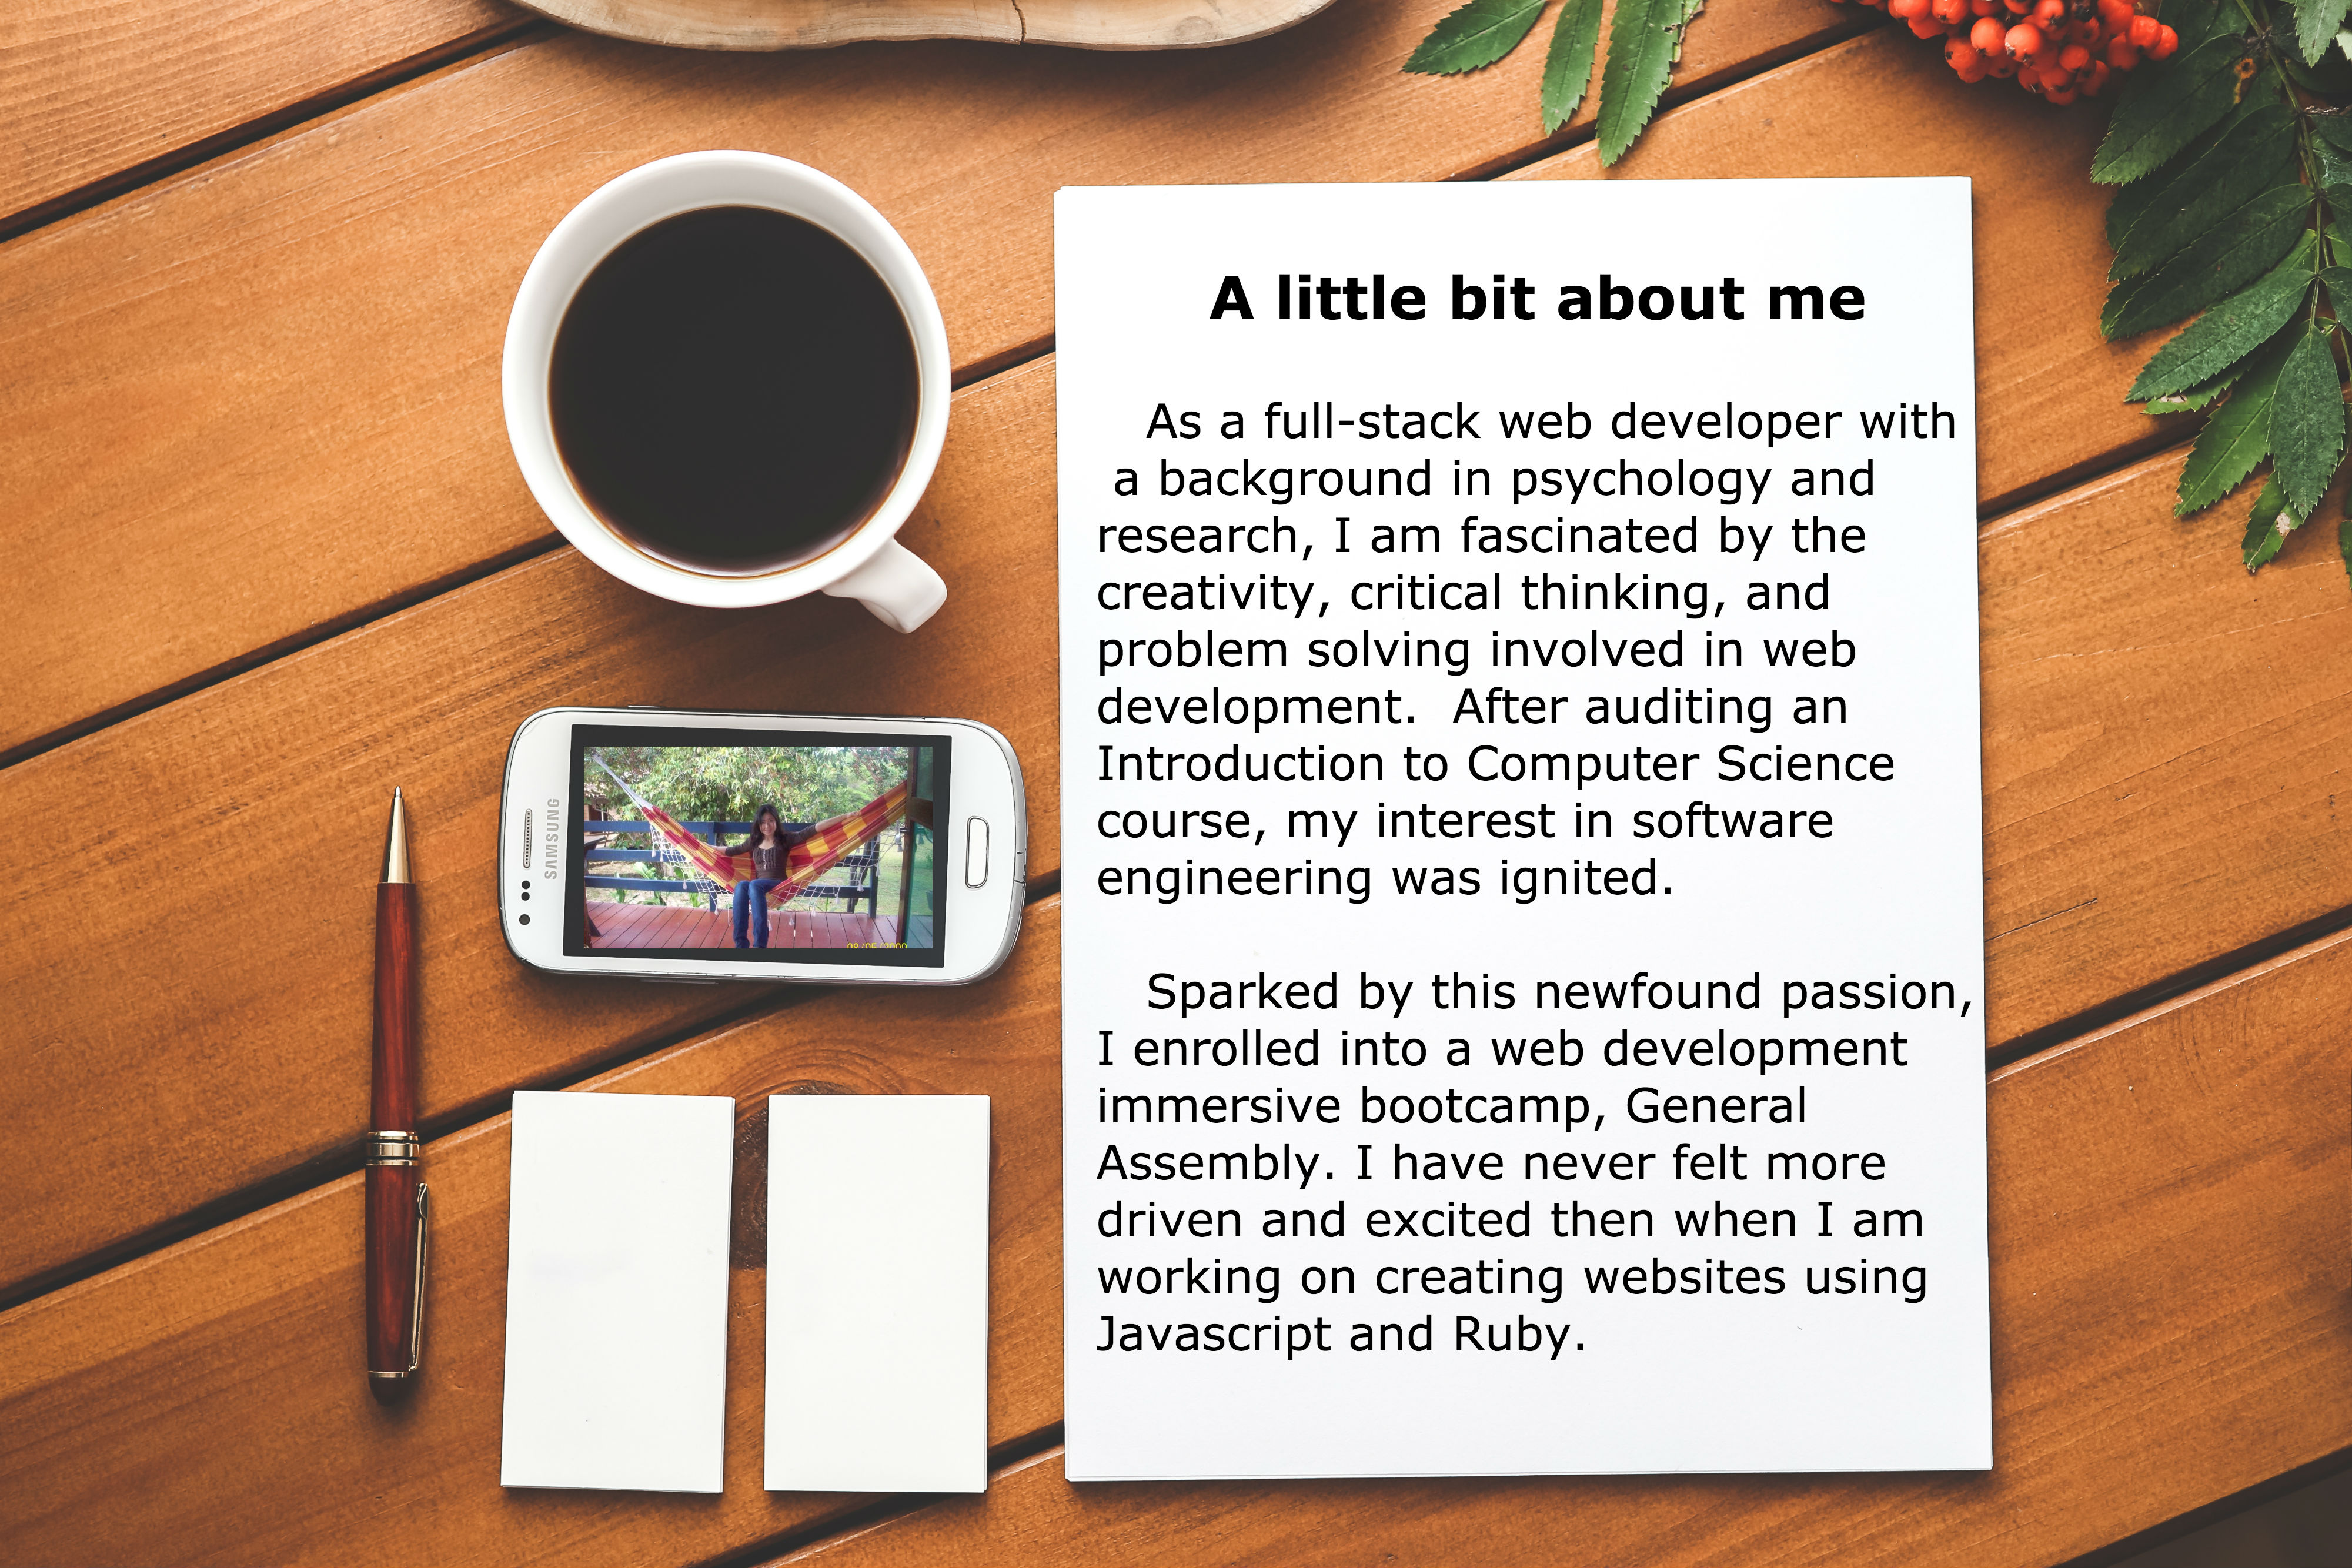 A little bit about me
As a full-stack web developer with
a background in psychology and
research, I am fascinated by the
creativity, critical thinking, and
problem solving involved in web
development.  After auditing an
Introduction to Computer Science
course, my interest in software
engineering was ignited.
Sparked by this newfound passion,
I enrolled into a web development
immersive bootcamp, General
Assembly. I have never felt more
driven and excited then when I am
working on creating websites using
Javascript and Ruby.
SAMSUNG
08/05/2009